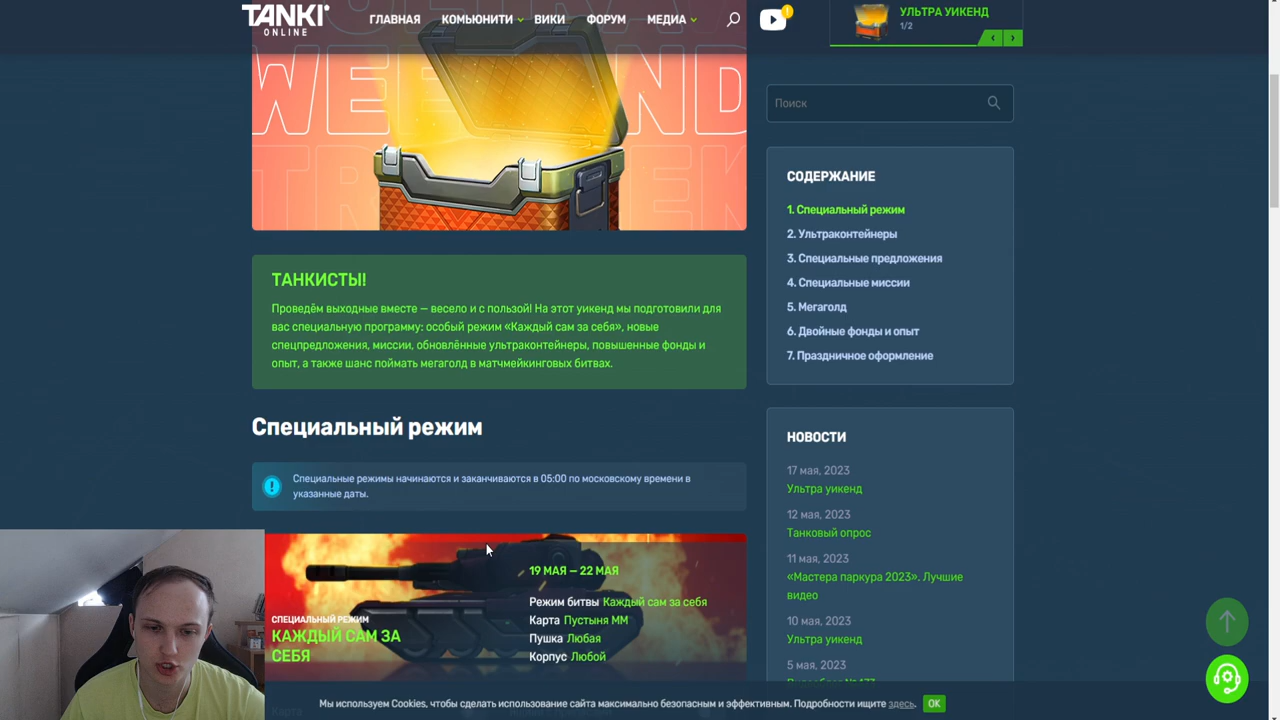 TANKI
ONLINE
ГЛАВНАЯ
КОМЬЮНИТИ
ВИКИ
ФОРУМ
МЕДИА
УЛЬТРА УИКЕНД
1/2
WEEKEND
Поиск
ТАНКИСТЫ!
Проведём выходные вместе — весело и с пользой! На этот уикенд мы подготовили для
вас специальную программу: особый режим «Каждый сам за себя», новые
спецпредложения, миссии, обновлённые ультраконтейнеры, повышенные фонды и
опыт, а также шанс поймать мегаголд в матчмейкинговых битвах.
Специальный режим
Специальные режимы начинаются и заканчиваются в 05:00 по московскому времени в
указанные даты.
СПЕЦИАЛЬНЫЙ РЕЖИМ
КАЖДЫЙ САМ ЗА
СЕБЯ
19 МАЯ — 22 МАЯ
Режим битвы Каждый сам за себя
Карта Пустыня ММ
Пушка Любая
Корпус Любой
СОДЕРЖАНИЕ
1. Специальный режим
2. Ультраконтейнеры
3. Специальные предложения
4. Специальные миссии
5. Мегаголд
6. Двойные фонды и опыт
7. Праздничное оформление
НОВОСТИ
17 мая, 2023
Ультра уикенд
12 мая, 2023
Танковый опрос
11 мая, 2023
«Мастера паркура 2023». Лучшие
видео
10 мая, 2023
Ультра уикенд
5 мая, 2023
Мы используем Cookies, чтобы сделать использование сайта максимально безопасным и эффективным. Подробности ищите здесь.
OK